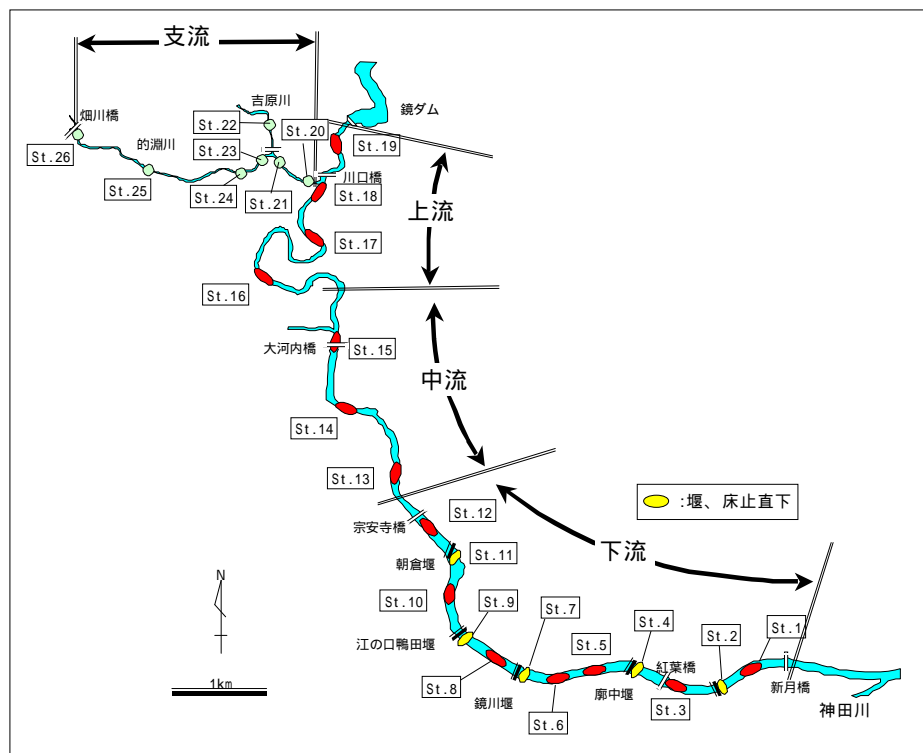 支流
吉原川
鏡ダム
畑川橋
St.22
St.20
的淵川
St.23
St.19
St.26
川口橋
St.25
St.24
St.21
St.18
上流
St.17
St.16
大河内橋
St.15
中流
St.14
St.13
:堰、床止直下
宗安寺橋
St.12
下流
朝倉堰
St.11
N
St.10
St.9
St.7
St.4
St.2
St.1
江の口鴨田堰
St.5
紅葉橋
1km
St.8
鏡川堰
廓中堰
St.3
新月橋
St.6
神田川